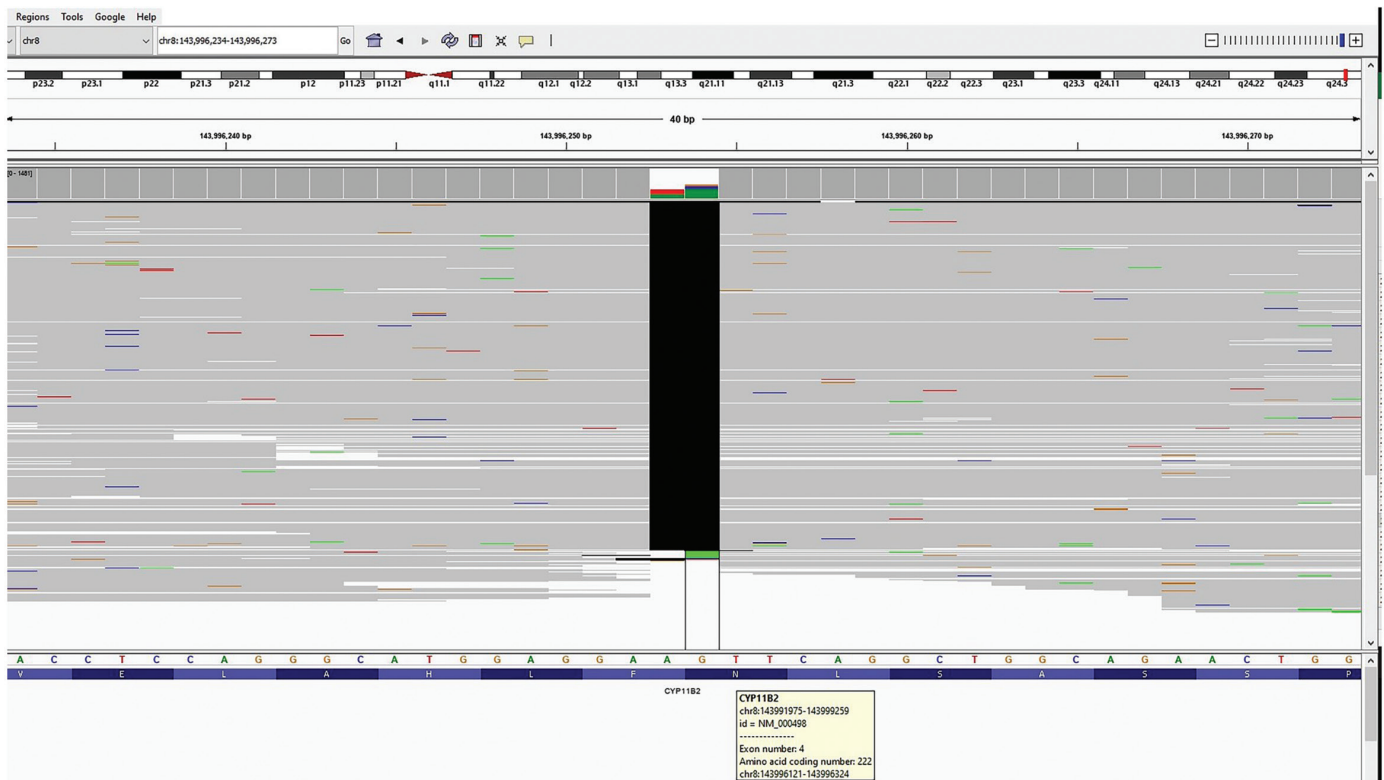 Regions Tools Google Help
chr8 chr8:143,996,234-143,996,273 Go
p23.2 p23.1 p22 p21.3 p21.2 p12 p11.23 p11.21 q11.1 q11.22 q12.1 q12.2 q13.1 q13.3 q21.11 q21.13 q21.3 q22.1 q22.2 q22.3 q23.1 q23.3 q24.11 q24.13 q24.21 q24.22 q24.23 q24.3
40 bp
143,996,240 bp 143,996,250 bp 143,996,260 bp 143,996,270 bp
[0 - 1481]
A C C T C C A G G G C A T G G A G G A A G T T C A G G C T G G C A G A A C T G G
V E L A H L F N L S A S S P
CYP11B2
CYP11B2
chr8:143991975-143999259
id = NM_000498
--------------
Exon number: 4
Amino acid coding number: 222
chr8:143996121-143996324